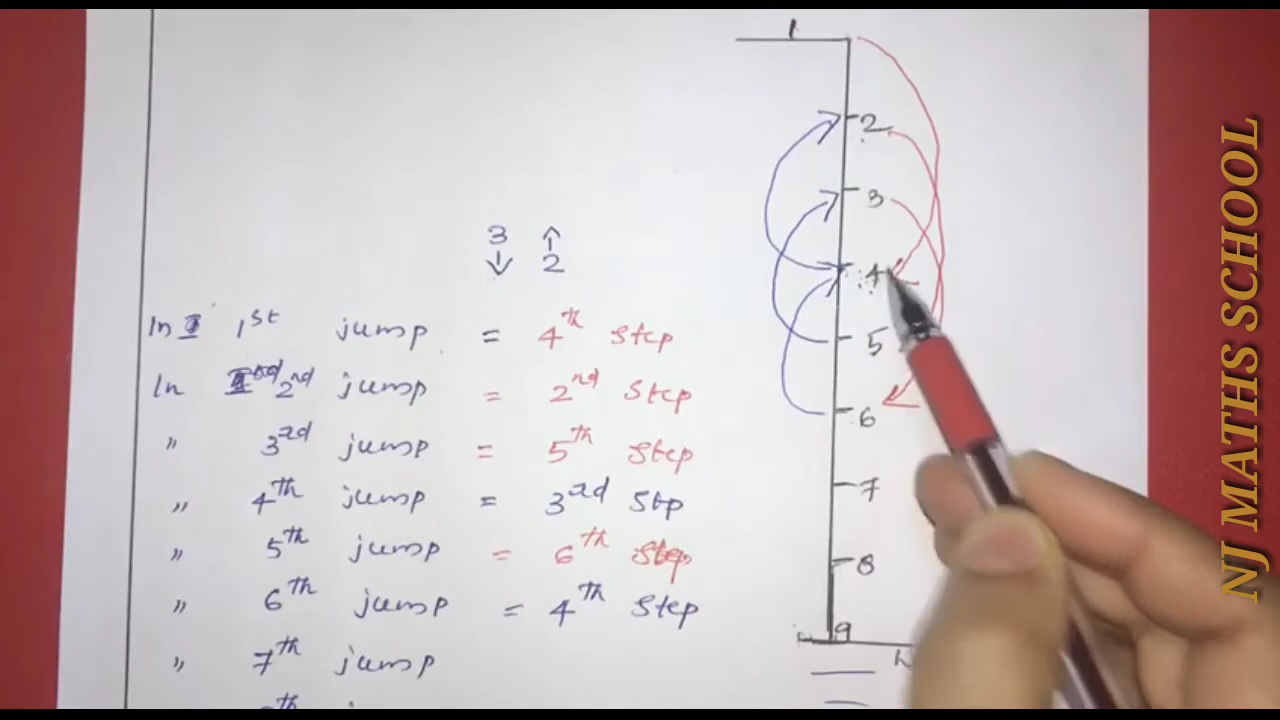 1
2
3
4
5
6
7
8
9
3 ↑
↓ 2
In 1st jump = 4th Step
In 2nd jump = 2nd Step
" 3rd jump = 5th Step
" 4th jump = 3rd Stp
" 5th jump = 6th Step
" 6th jump = 4th Step
" 7th jump
NJ MATHS SCHOOL